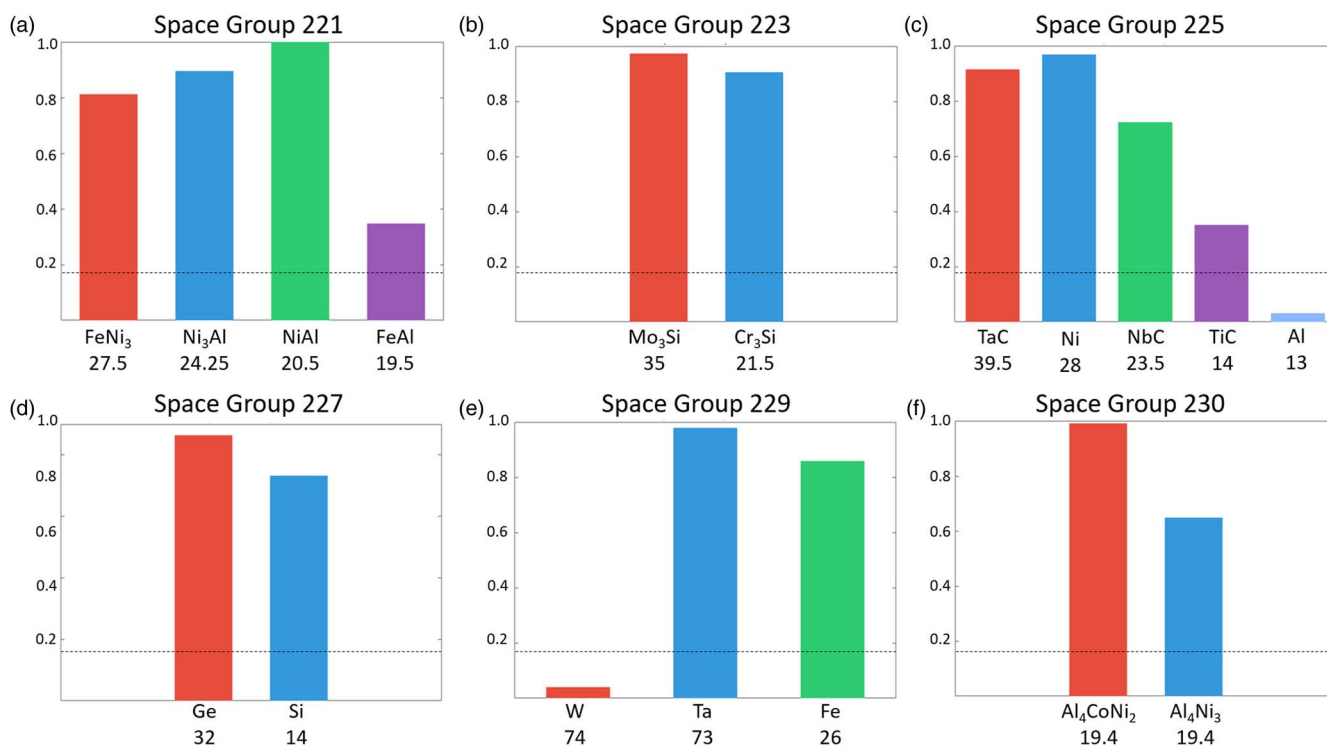 (a) Space Group 221
1.0
0.8
0.6
0.4
0.2
FeNi₃ Ni₃Al NiAl FeAl
27.5 24.25 20.5 19.5
(b) Space Group 223
1.0
0.8
0.6
0.4
0.2
Mo₃Si Cr₃Si
35 21.5
(c) Space Group 225
1.0
0.8
0.6
0.4
0.2
TaC Ni NbC TiC Al
39.5 28 23.5 14 13
(d) Space Group 227
1.0
0.8
0.6
0.4
0.2
Ge Si
32 14
(e) Space Group 229
1.0
0.8
0.6
0.4
0.2
W Ta Fe
74 73 26
(f) Space Group 230
1.0
0.8
0.6
0.4
0.2
Al₄CoNi₂ Al₄Ni₃
19.4 19.4